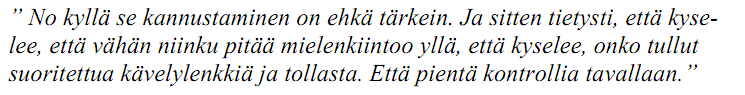 ” No kyllä se kannustaminen on ehkä tärkein. Ja sitten tietysti, että kyse-
lee, että vähän niinku pitää mielenkiintoo yllä, että kyselee, onko tullut
suoritettua kävelylenkkiä ja tollasta. Että pientä kontrollia tavallaan.”